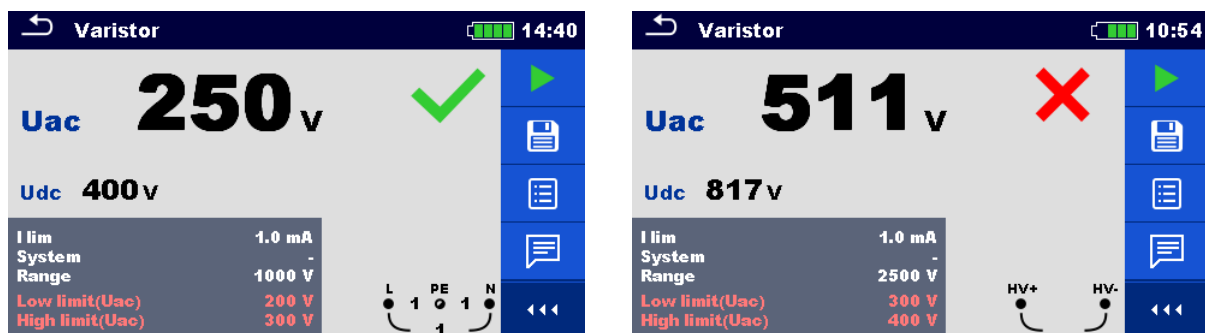 Varistor 14:40
Uac 250 V
Udc 400 V
I lim 1.0 mA
System -
Range 1000 V
Low limit(Uac) 200 V
High limit(Uac) 300 V
L PE N
1 1
1
Varistor 10:54
Uac 511 V
Udc 817 V
I lim 1.0 mA
System -
Range 2500 V
Low limit(Uac) 300 V
High limit(Uac) 400 V
HV+ HV-